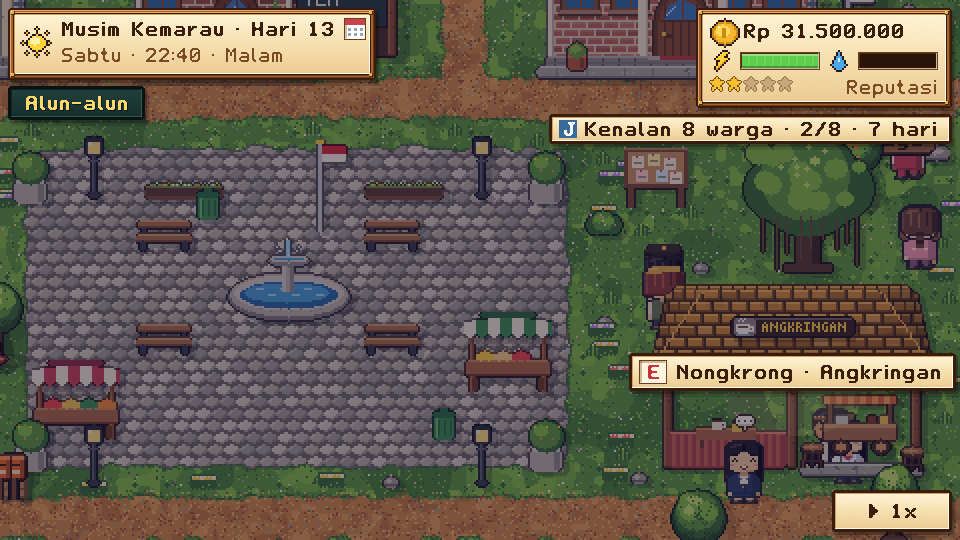 Musim Kemarau · Hari 13
Sabtu · 22:40 · Malam
Rp 31.500.000
Reputasi
Alun-alun
J Kenalan 8 warga · 2/8 · 7 hari
ANGKRINGAN
E Nongkrong · Angkringan
1x